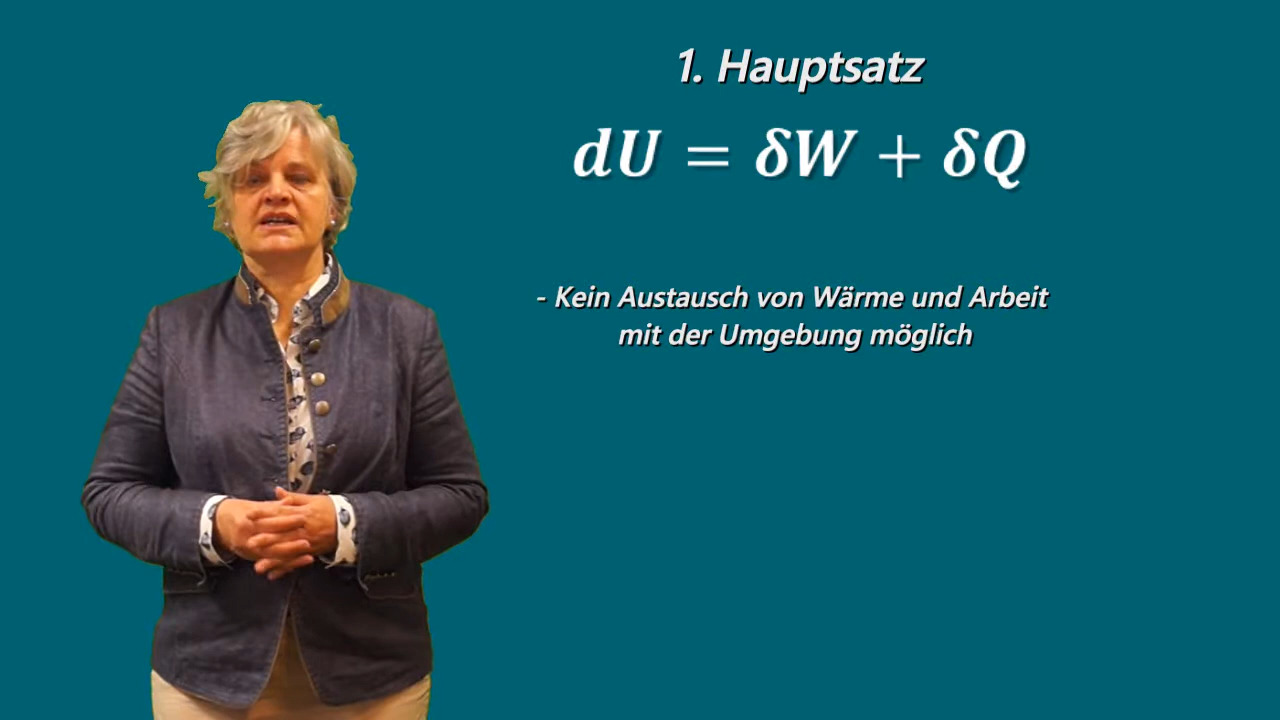 1. Hauptsatz
dU = δW + δQ
- Kein Austausch von Wärme und Arbeit
mit der Umgebung möglich